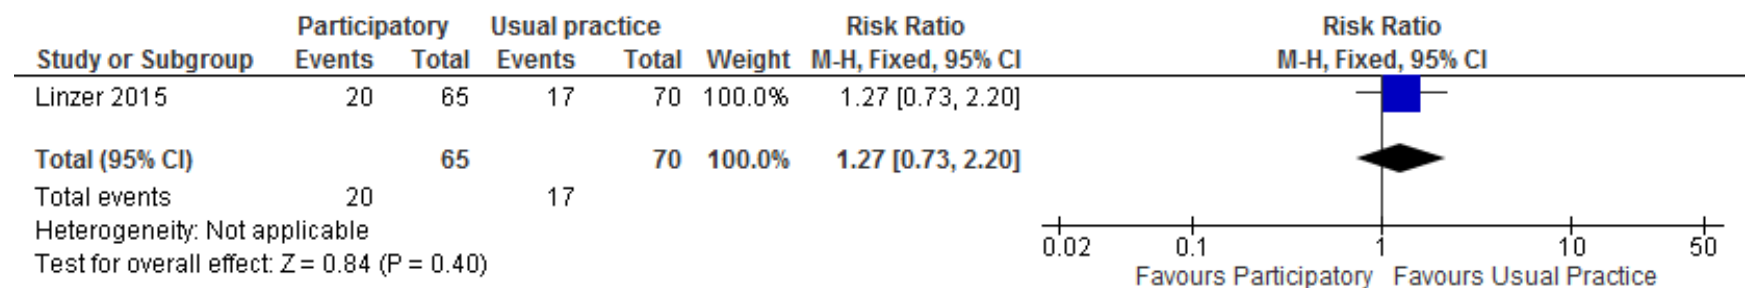 Participatory Usual practice Risk Ratio Risk Ratio
Study or Subgroup Events Total Events Total Weight M-H, Fixed, 95% CI M-H, Fixed, 95% CI
Linzer 2015 20 65 17 70 100.0% 1.27 [0.73, 2.20]
Total (95% CI) 65 70 100.0% 1.27 [0.73, 2.20]
Total events 20 17
Heterogeneity: Not applicable
Test for overall effect: Z = 0.84 (P = 0.40)
0.02 0.1 1 10 50
Favours Participatory Favours Usual Practice